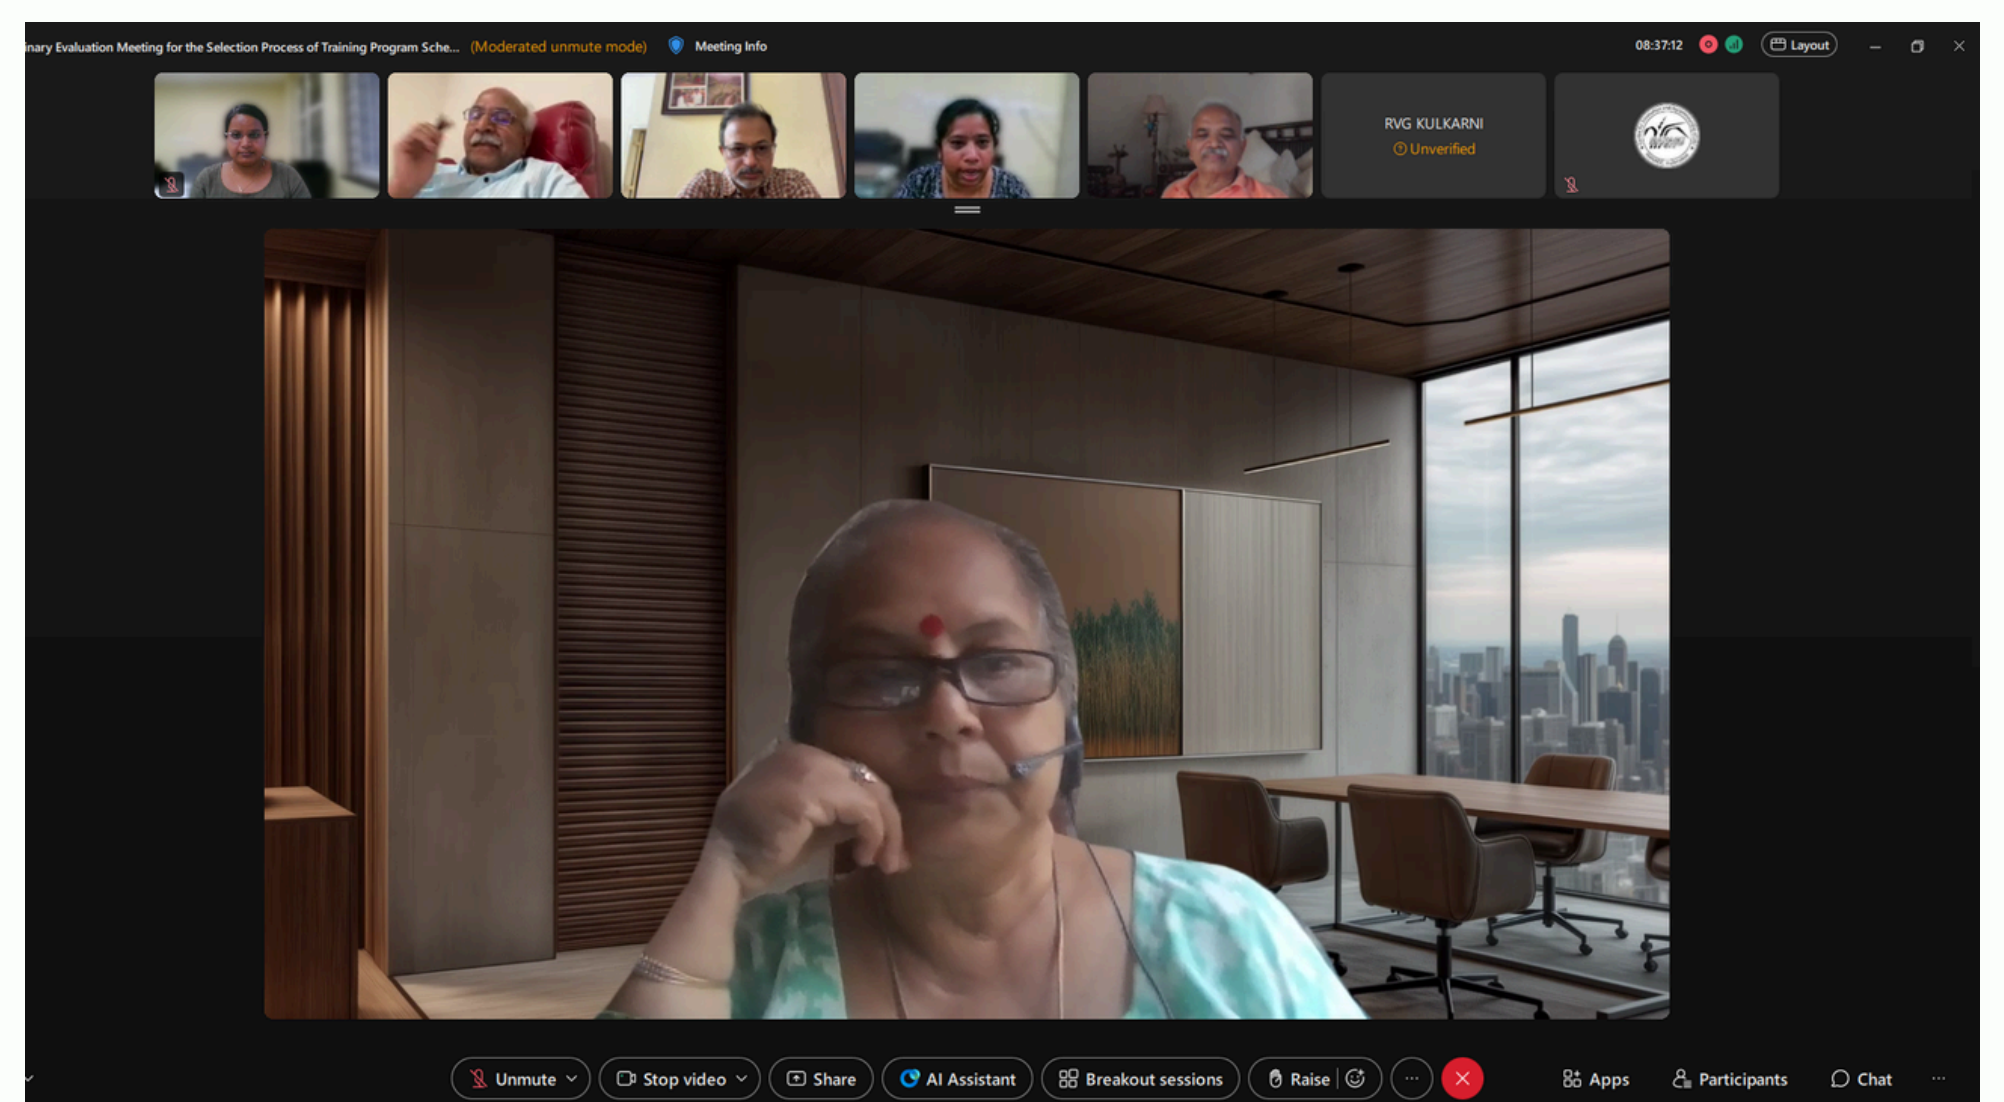 inary Evaluation Meeting for the Selection Process of Training Program Sche... (Moderated unmute mode) Meeting Info
08:37:12 Layout
RVG KULKARNI
Unverified
Unmute Stop video Share AI Assistant Breakout sessions Raise Apps Participants Chat